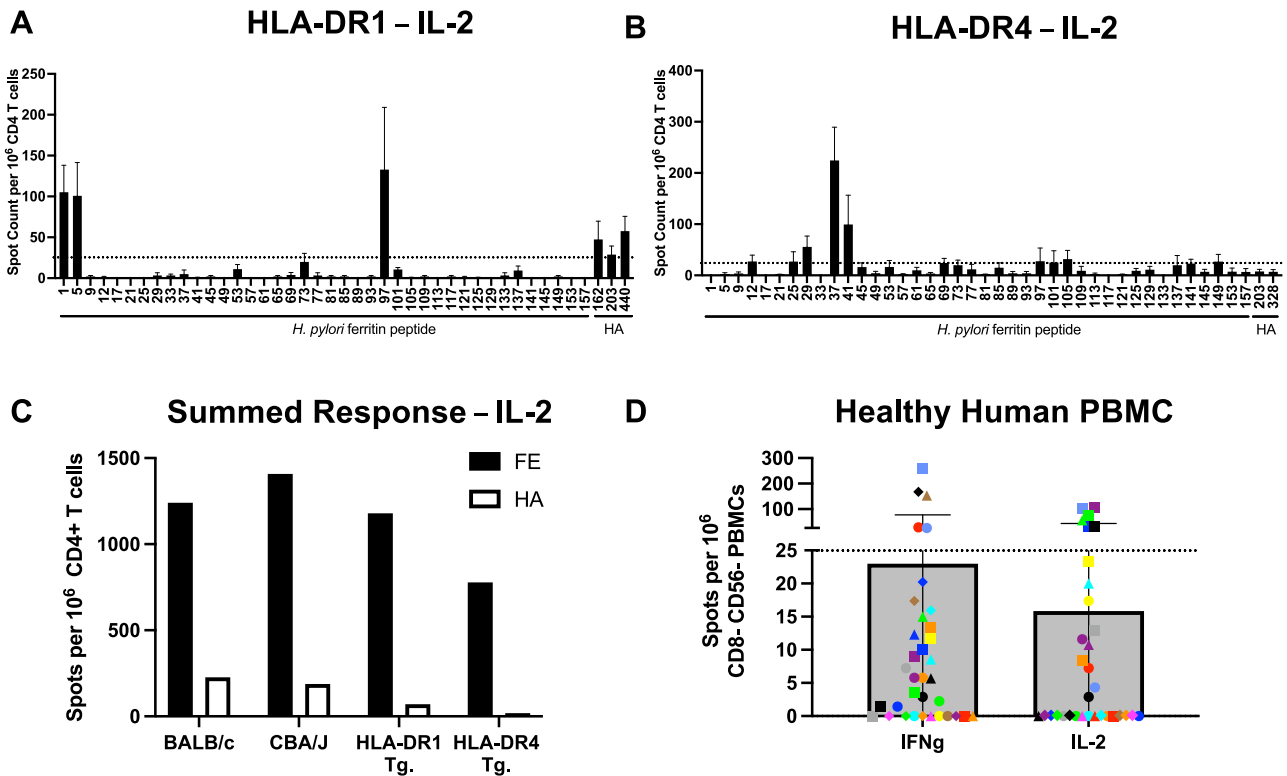 A
HLA-DR1 – IL-2
Spot Count per 10⁶ CD4 T cells
250
200
150
100
50
0
1 5 9 12 17 21 25 29 33 37 41 45 49 53 57 61 65 69 73 77 81 85 89 93 97 101 105 109 113 117 121 125 129 133 137 141 145 149 153 157 162 203 440
H. pylori ferritin peptide HA
B
HLA-DR4 – IL-2
Spot Count per 10⁶ CD4 T cells
400
300
200
100
0
1 5 9 12 17 21 25 29 33 37 41 45 49 53 57 61 65 69 73 77 81 85 89 93 97 101 105 109 113 117 121 125 129 133 137 141 145 149 153 157 203 328
H. pylori ferritin peptide HA
C
Summed Response – IL-2
Spots per 10⁶ CD4+ T cells
1500
1000
500
0
FE
HA
BALB/c CBA/J HLA-DR1 Tg. HLA-DR4 Tg.
D
Healthy Human PBMC
Spots per 10⁶
CD8- CD56- PBMCs
300
200
100
25
20
15
10
5
0
IFNg IL-2